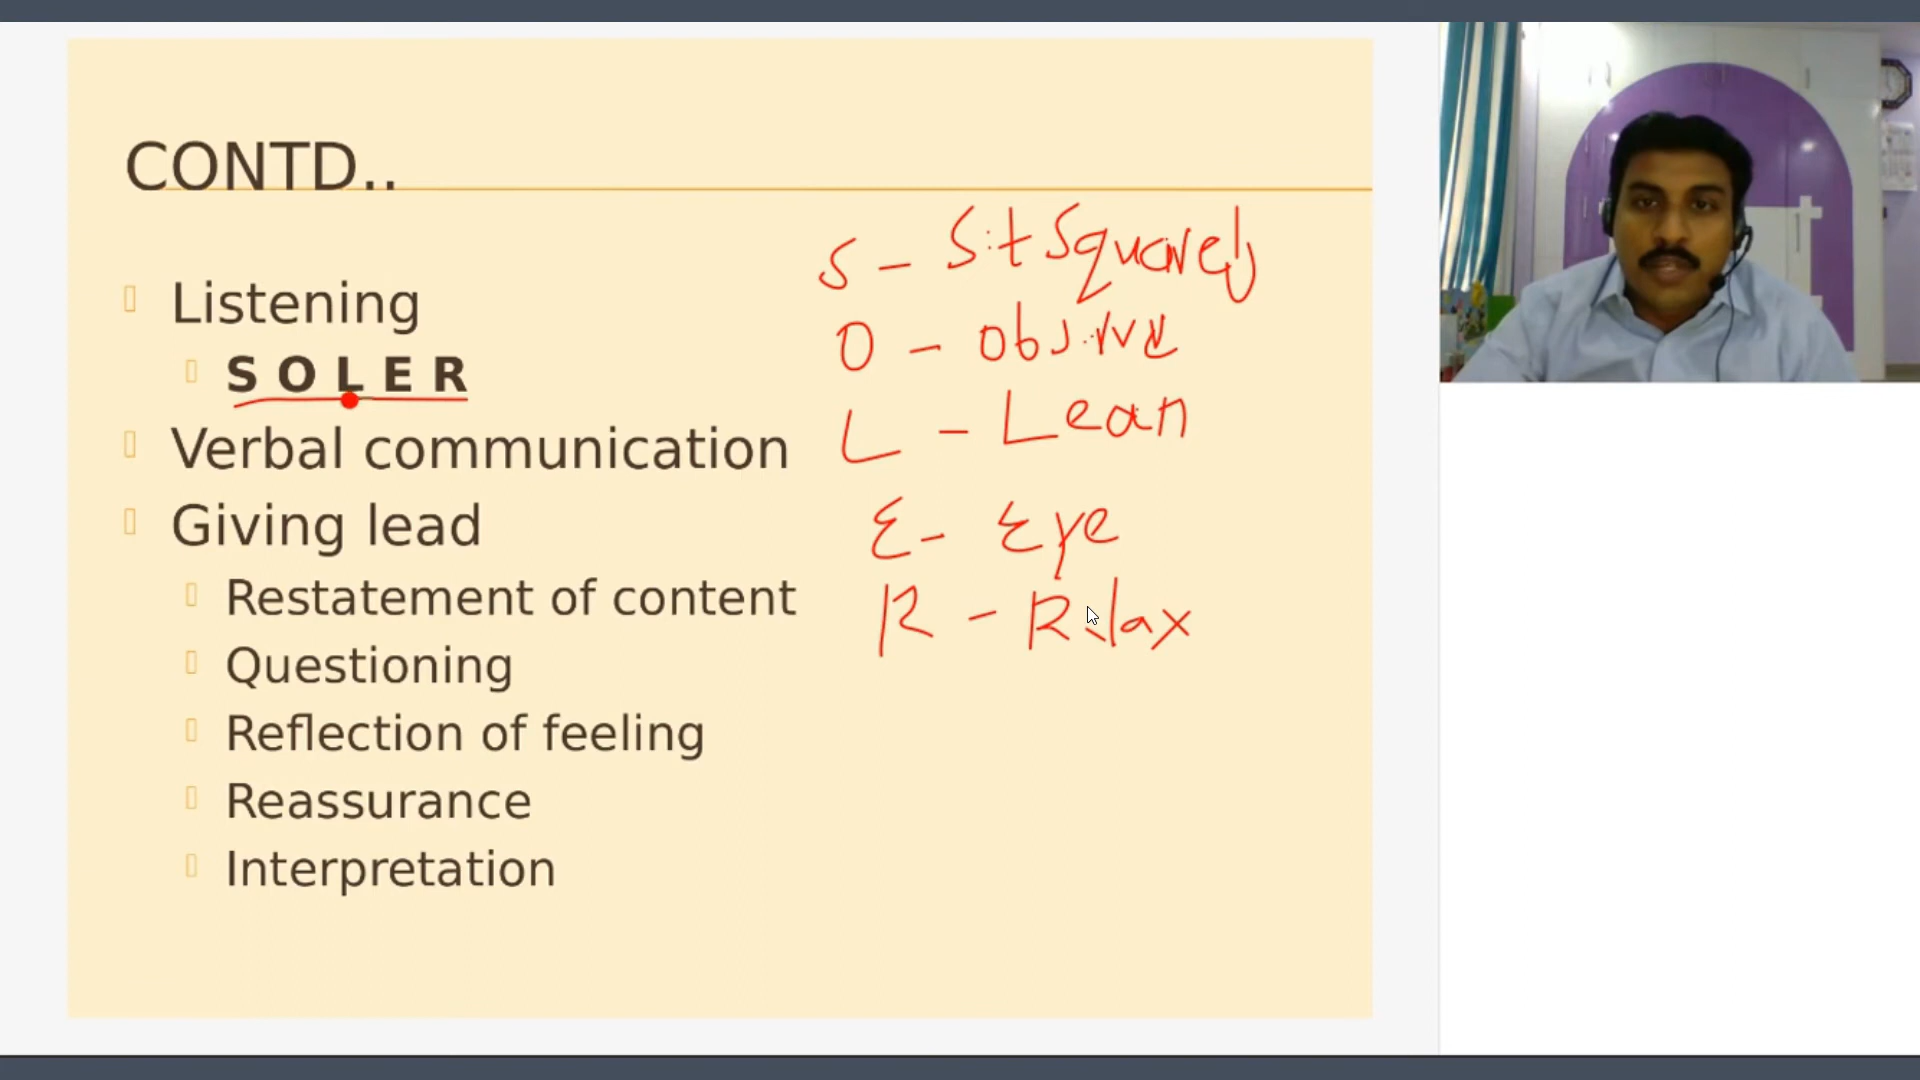 CONTD..
Listening
S O L E R
Verbal communication
Giving lead
Restatement of content
Questioning
Reflection of feeling
Reassurance
Interpretation
S - Sit Squarely
O - Observe
L - Lean
E - Eye
R - Relax